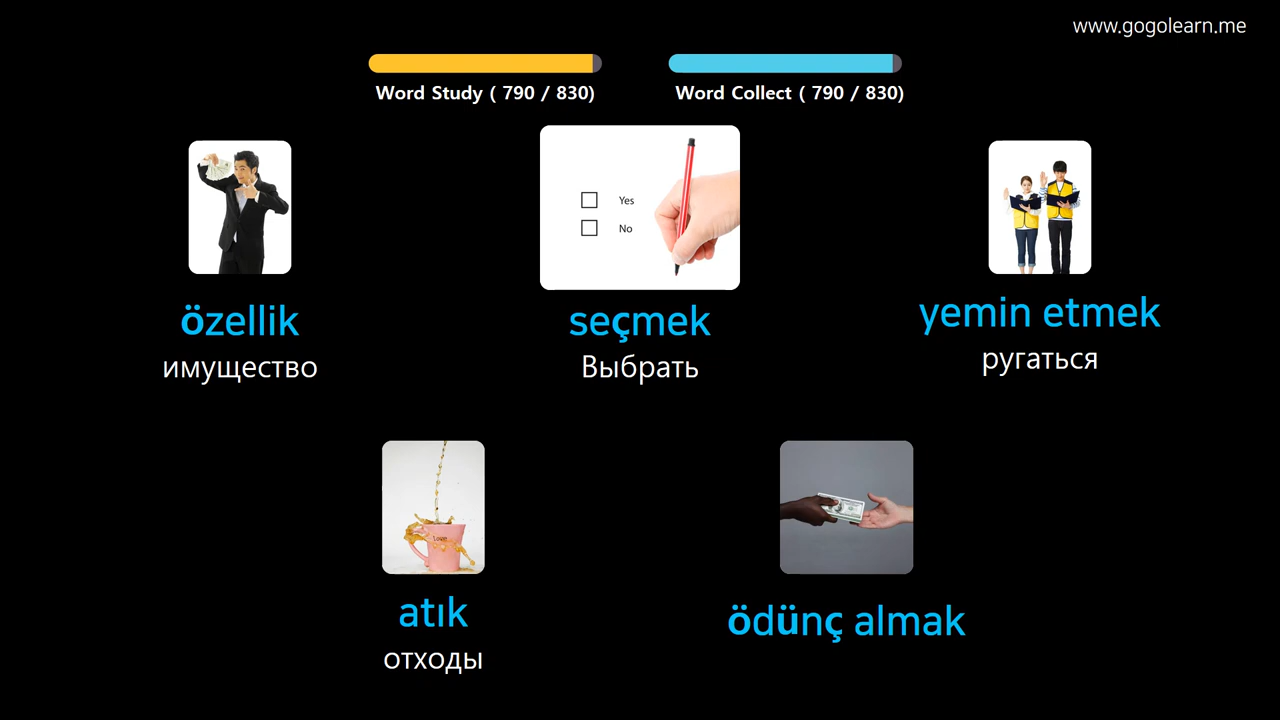 www.gogolearn.me
Word Study ( 790 / 830)
Word Collect ( 790 / 830)
Yes
No
özellik
имущество
seçmek
Выбрать
yemin etmek
ругаться
love
atık
отходы
ödünç almak